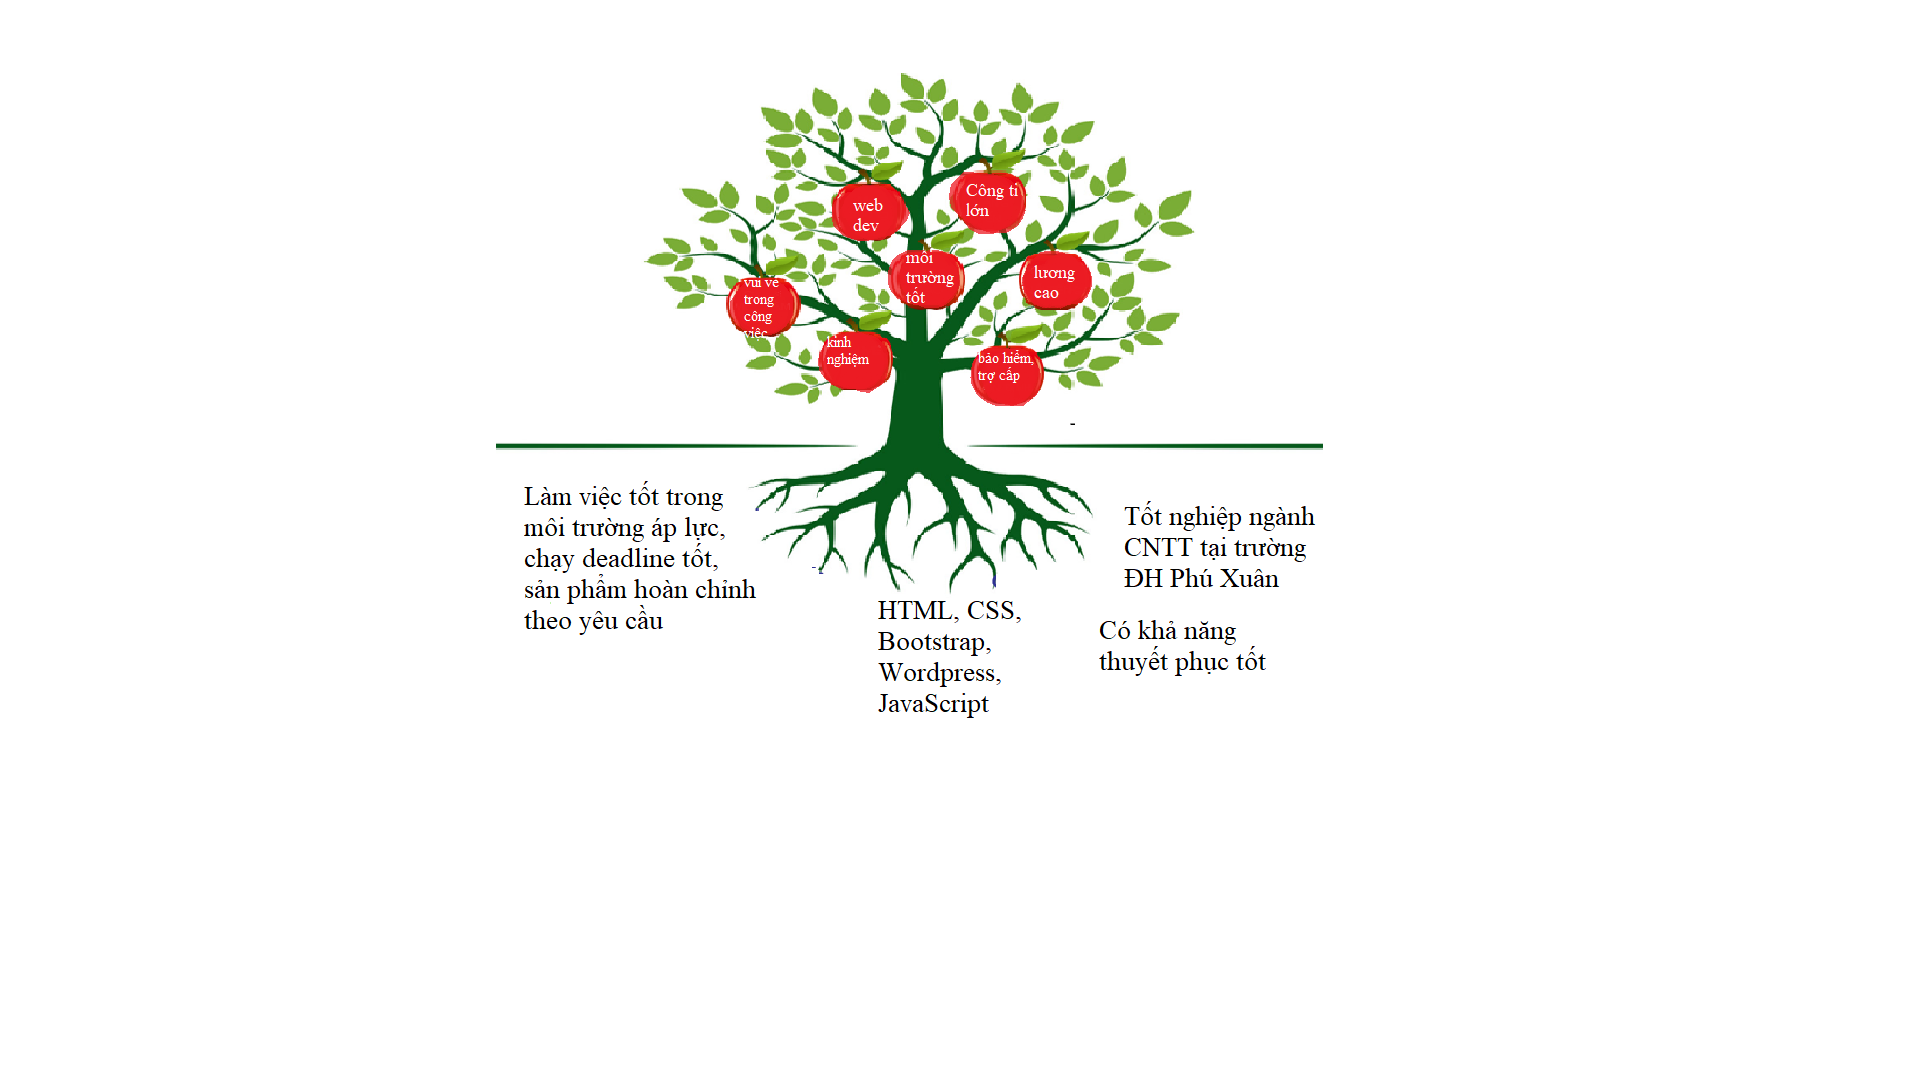 web
dev
Công ti
lớn
môi
trường
tốt
lương
cao
vui vẻ
trong
công
việc
kinh
nghiệm
bảo hiểm,
trợ cấp
Làm việc tốt trong
môi trường áp lực,
chạy deadline tốt,
sản phẩm hoàn chỉnh
theo yêu cầu
HTML, CSS,
Bootstrap,
Wordpress,
JavaScript
Tốt nghiệp ngành
CNTT tại trường
ĐH Phú Xuân
Có khả năng
thuyết phục tốt